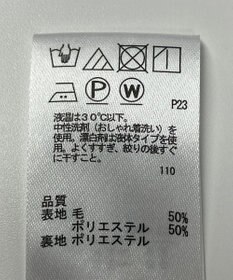 P W P23
液温は30℃以下。
中性洗剤（おしゃれ着洗い）を
使用。漂白剤は液体タイプを使
用。よくすすぎ、絞りの後すぐ
に干すこと。
110
品質
表地 毛 50%
ポリエステル 50%
裏地 ポリエステル